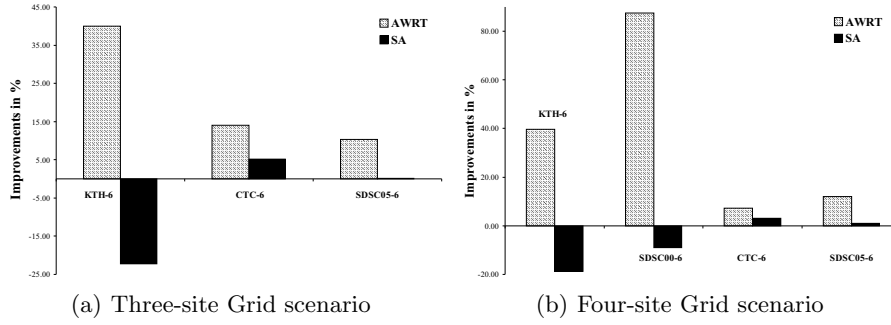 45.00
35.00
25.00
15.00
5.00
-5.00
-15.00
-25.00
Improvements in %
AWRT
SA
KTH-6
CTC-6
SDSC05-6
(a) Three-site Grid scenario
80.00
60.00
40.00
20.00
0.00
-20.00
Improvements in %
AWRT
SA
KTH-6
SDSC00-6
CTC-6
SDSC05-6
(b) Four-site Grid scenario